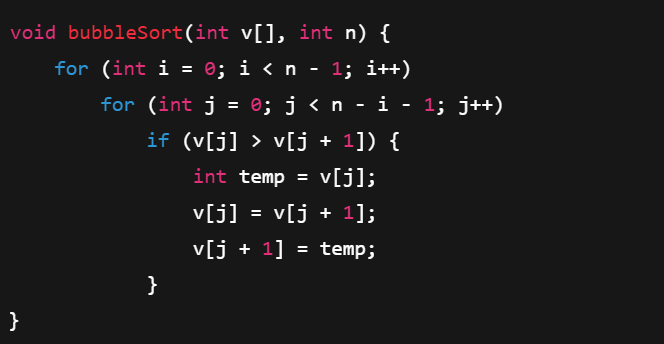 void bubbleSort(int v[], int n) {
    for (int i = 0; i < n - 1; i++)
        for (int j = 0; j < n - i - 1; j++)
            if (v[j] > v[j + 1]) {
                int temp = v[j];
                v[j] = v[j + 1];
                v[j + 1] = temp;
            }
}